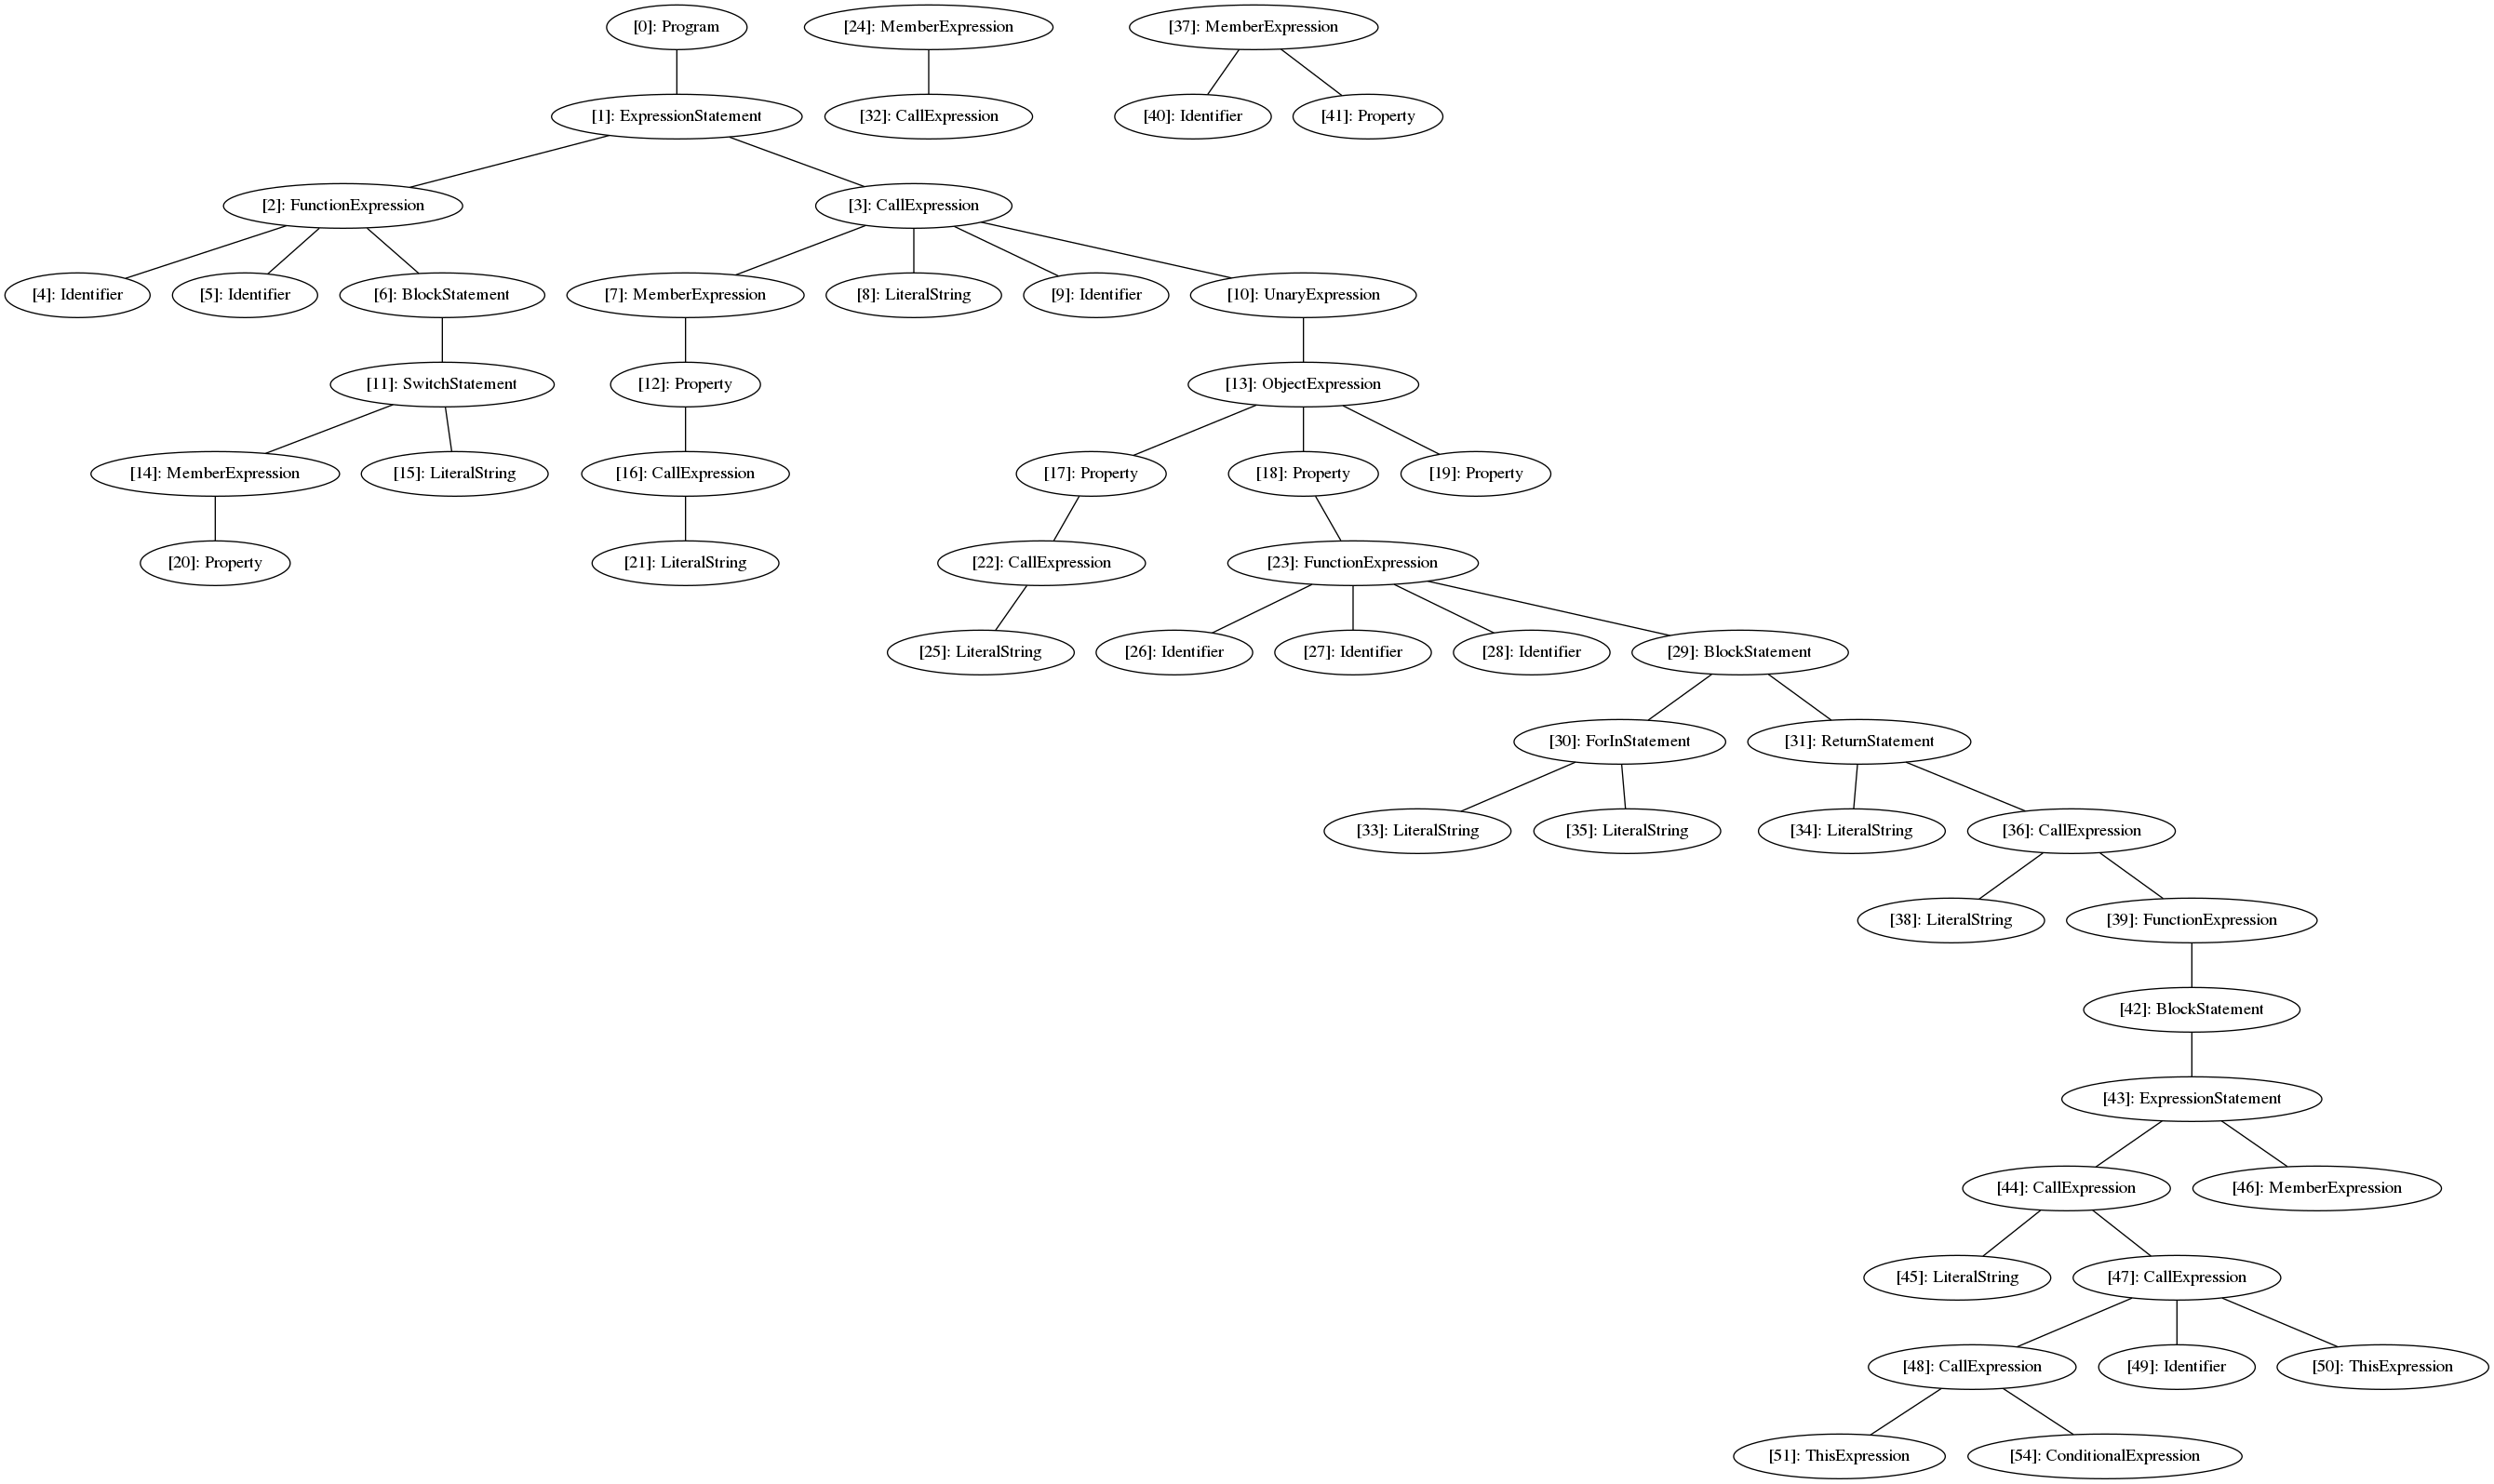 [0]: Program
[24]: MemberExpression
[37]: MemberExpression
[1]: ExpressionStatement
[32]: CallExpression
[40]: Identifier
[41]: Property
[2]: FunctionExpression
[3]: CallExpression
[4]: Identifier
[5]: Identifier
[6]: BlockStatement
[7]: MemberExpression
[8]: LiteralString
[9]: Identifier
[10]: UnaryExpression
[11]: SwitchStatement
[12]: Property
[13]: ObjectExpression
[14]: MemberExpression
[15]: LiteralString
[16]: CallExpression
[17]: Property
[18]: Property
[19]: Property
[20]: Property
[21]: LiteralString
[22]: CallExpression
[23]: FunctionExpression
[25]: LiteralString
[26]: Identifier
[27]: Identifier
[28]: Identifier
[29]: BlockStatement
[30]: ForInStatement
[31]: ReturnStatement
[33]: LiteralString
[35]: LiteralString
[34]: LiteralString
[36]: CallExpression
[38]: LiteralString
[39]: FunctionExpression
[42]: BlockStatement
[43]: ExpressionStatement
[44]: CallExpression
[46]: MemberExpression
[45]: LiteralString
[47]: CallExpression
[48]: CallExpression
[49]: Identifier
[50]: ThisExpression
[51]: ThisExpression
[54]: ConditionalExpression